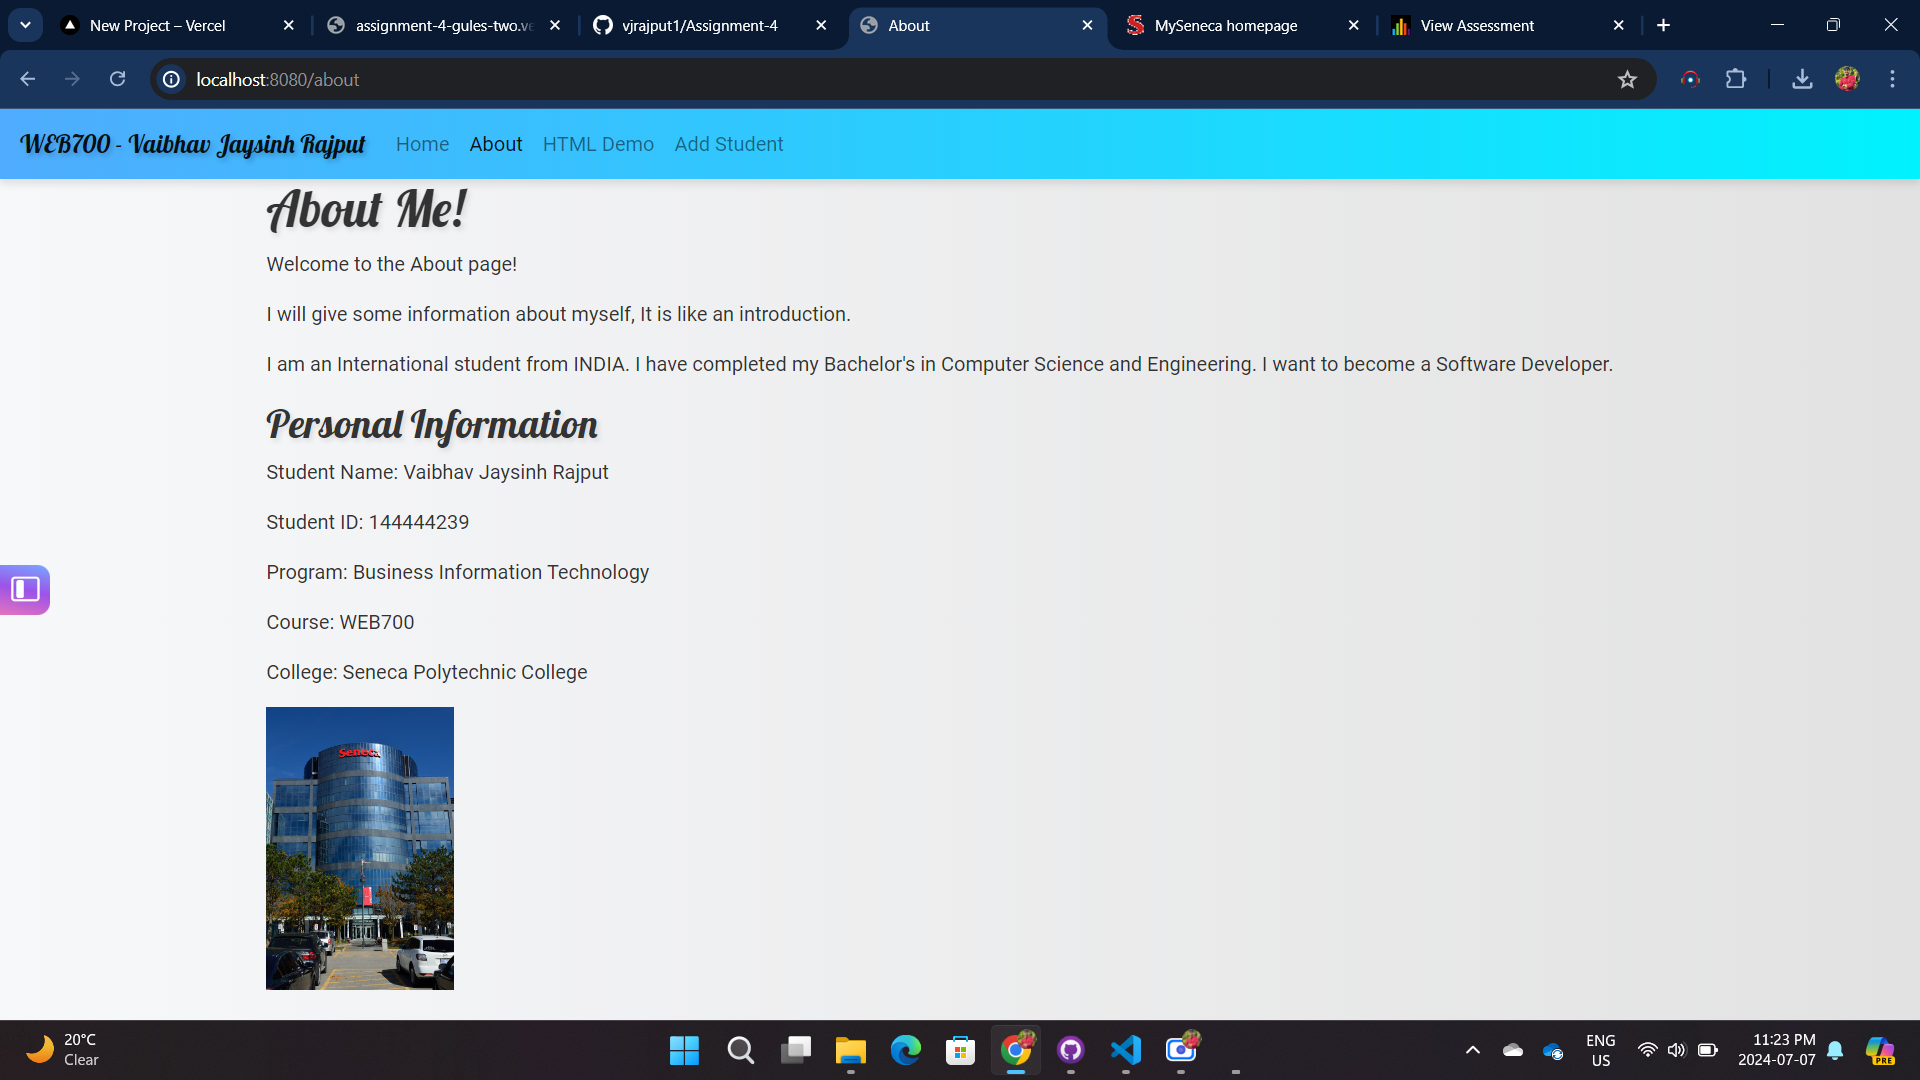 New Project – Vercel
assignment-4-gules-two.ve
vjrajput1/Assignment-4
About
MySeneca homepage
View Assessment
localhost:8080/about
WEB700 - Vaibhav Jaysinh Rajput
Home
About
HTML Demo
Add Student
About Me!
Welcome to the About page!
I will give some information about myself, It is like an introduction.
I am an International student from INDIA. I have completed my Bachelor's in Computer Science and Engineering. I want to become a Software Developer.
Personal Information
Student Name: Vaibhav Jaysinh Rajput
Student ID: 144444239
Program: Business Information Technology
Course: WEB700
College: Seneca Polytechnic College
Seneca
20°C
Clear
ENG
US
11:23 PM
2024-07-07
PRE